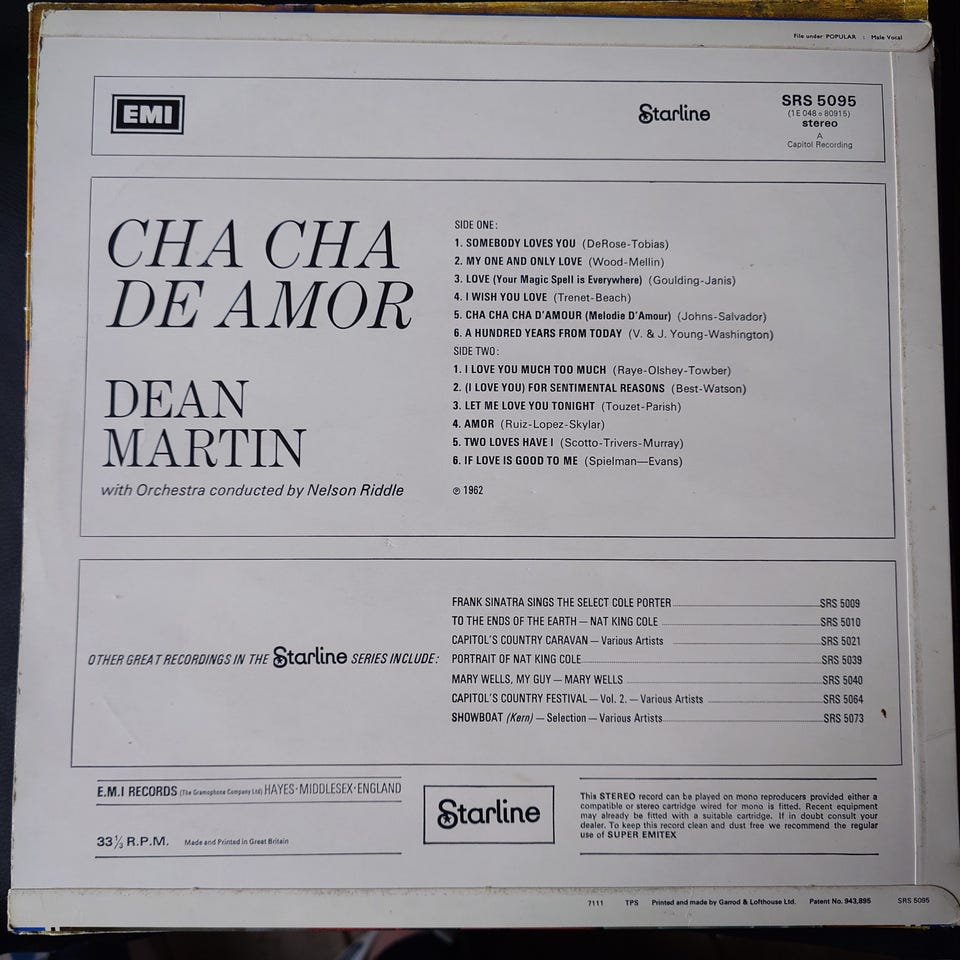 File under POPULAR : Male Vocal
EMI
Starline
SRS 5095
(1E 048 o 80915)
stereo
A
Capitol Recording
CHA CHA
DE AMOR
DEAN
MARTIN
with Orchestra conducted by Nelson Riddle
SIDE ONE:
1. SOMEBODY LOVES YOU (DeRose-Tobias)
2. MY ONE AND ONLY LOVE (Wood-Mellin)
3. LOVE (Your Magic Spell is Everywhere) (Goulding-Janis)
4. I WISH YOU LOVE (Trenet-Beach)
5. CHA CHA CHA D'AMOUR (Melodie D'Amour) (Johns-Salvador)
6. A HUNDRED YEARS FROM TODAY (V. & J. Young-Washington)
SIDE TWO:
1. I LOVE YOU MUCH TOO MUCH (Raye-Olshey-Towber)
2. (I LOVE YOU) FOR SENTIMENTAL REASONS (Best-Watson)
3. LET ME LOVE YOU TONIGHT (Touzet-Parish)
4. AMOR (Ruiz-Lopez-Skylar)
5. TWO LOVES HAVE I (Scotto-Trivers-Murray)
6. IF LOVE IS GOOD TO ME (Spielman—Evans)
℗ 1962
OTHER GREAT RECORDINGS IN THE Starline SERIES INCLUDE:
FRANK SINATRA SINGS THE SELECT COLE PORTER SRS 5009
TO THE ENDS OF THE EARTH — NAT KING COLE SRS 5010
CAPITOL'S COUNTRY CARAVAN — Various Artists SRS 5021
PORTRAIT OF NAT KING COLE SRS 5039
MARY WELLS, MY GUY — MARY WELLS SRS 5040
CAPITOL'S COUNTRY FESTIVAL — Vol. 2. — Various Artists SRS 5064
SHOWBOAT (Kern) — Selection — Various Artists SRS 5073
E.M.I RECORDS (The Gramophone Company Ltd) HAYES·MIDDLESEX·ENGLAND
33⅓ R.P.M. Made and Printed in Great Britain
Starline
This STEREO record can be played on mono reproducers provided either a
compatible or stereo cartridge wired for mono is fitted. Recent equipment
may already be fitted with a suitable cartridge. If in doubt consult your
dealer. To keep this record clean and dust free we recommend the regular
use of SUPER EMITEX
7111 TPS Printed and made by Garrod & Lofthouse Ltd. Patent No. 943,895 SRS 5095